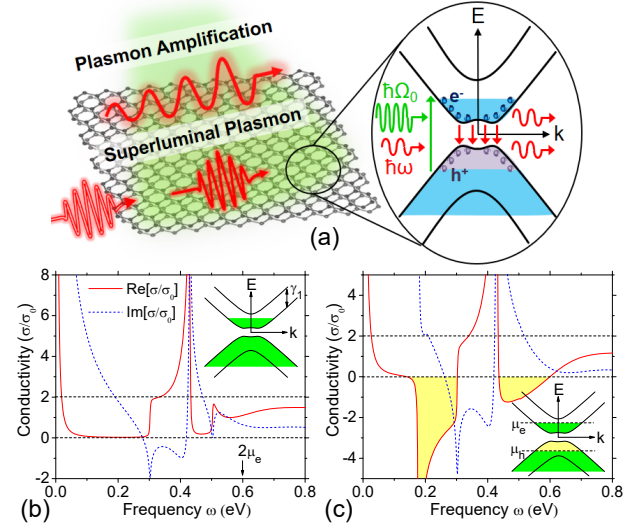 Plasmon Amplification
Superluminal Plasmon
(a)
E
ħΩ₀
e⁻
k
ħω
h⁺
(b)
Conductivity (σ/σ₀)
8
6
4
2
0
-2
Re[σ/σ₀]
Im[σ/σ₀]
E
γ₁
k
2μₑ
0.0 0.2 0.4 0.6 0.8
Frequency ω (eV)
(c)
Conductivity (σ/σ₀)
4
2
0
-2
-4
E
μₑ
k
μₕ
0.0 0.2 0.4 0.6 0.8
Frequency ω (eV)